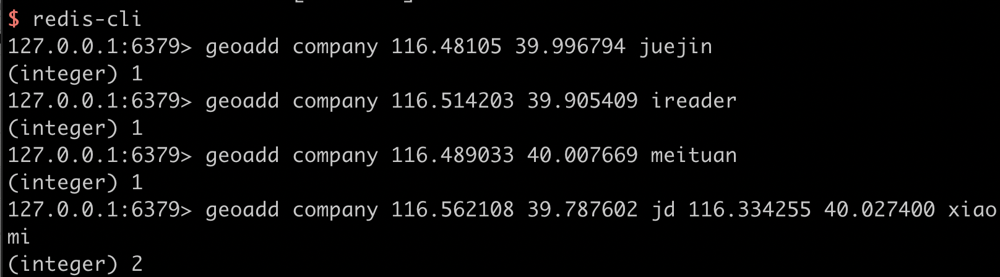 $ redis-cli
127.0.0.1:6379> geoadd company 116.48105 39.996794 juejin
(integer) 1
127.0.0.1:6379> geoadd company 116.514203 39.905409 ireader
(integer) 1
127.0.0.1:6379> geoadd company 116.489033 40.007669 meituan
(integer) 1
127.0.0.1:6379> geoadd company 116.562108 39.787602 jd 116.334255 40.027400 xiao
mi
(integer) 2